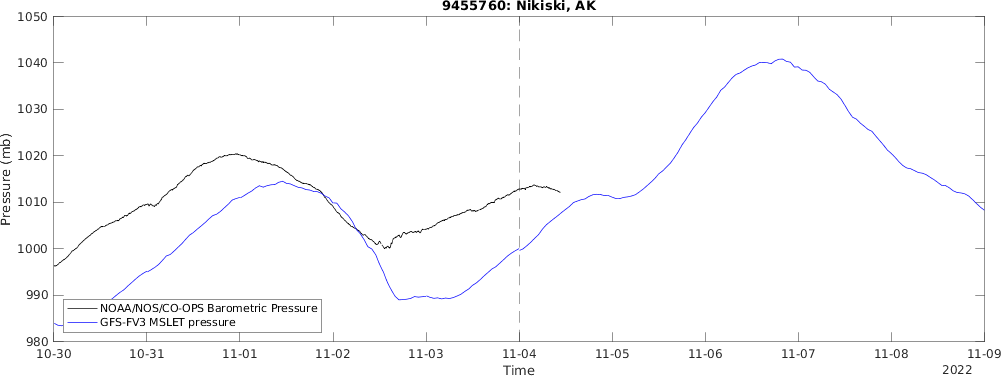 9455760: Nikiski, AK
Pressure (mb)
1050
1040
1030
1020
1010
1000
990
980
NOAA/NOS/CO-OPS Barometric Pressure
GFS-FV3 MSLET pressure
10-30 10-31 11-01 11-02 11-03 11-04 11-05 11-06 11-07 11-08 11-09
Time
2022